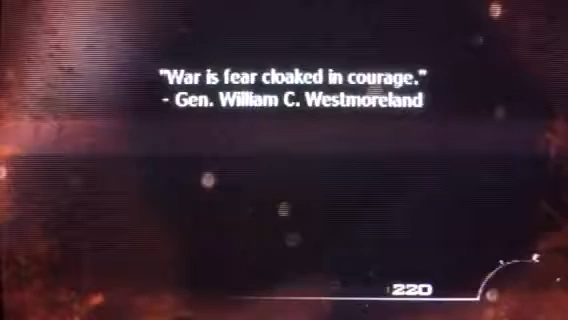 "War is fear cloaked in courage."
- Gen. William C. Westmoreland
220